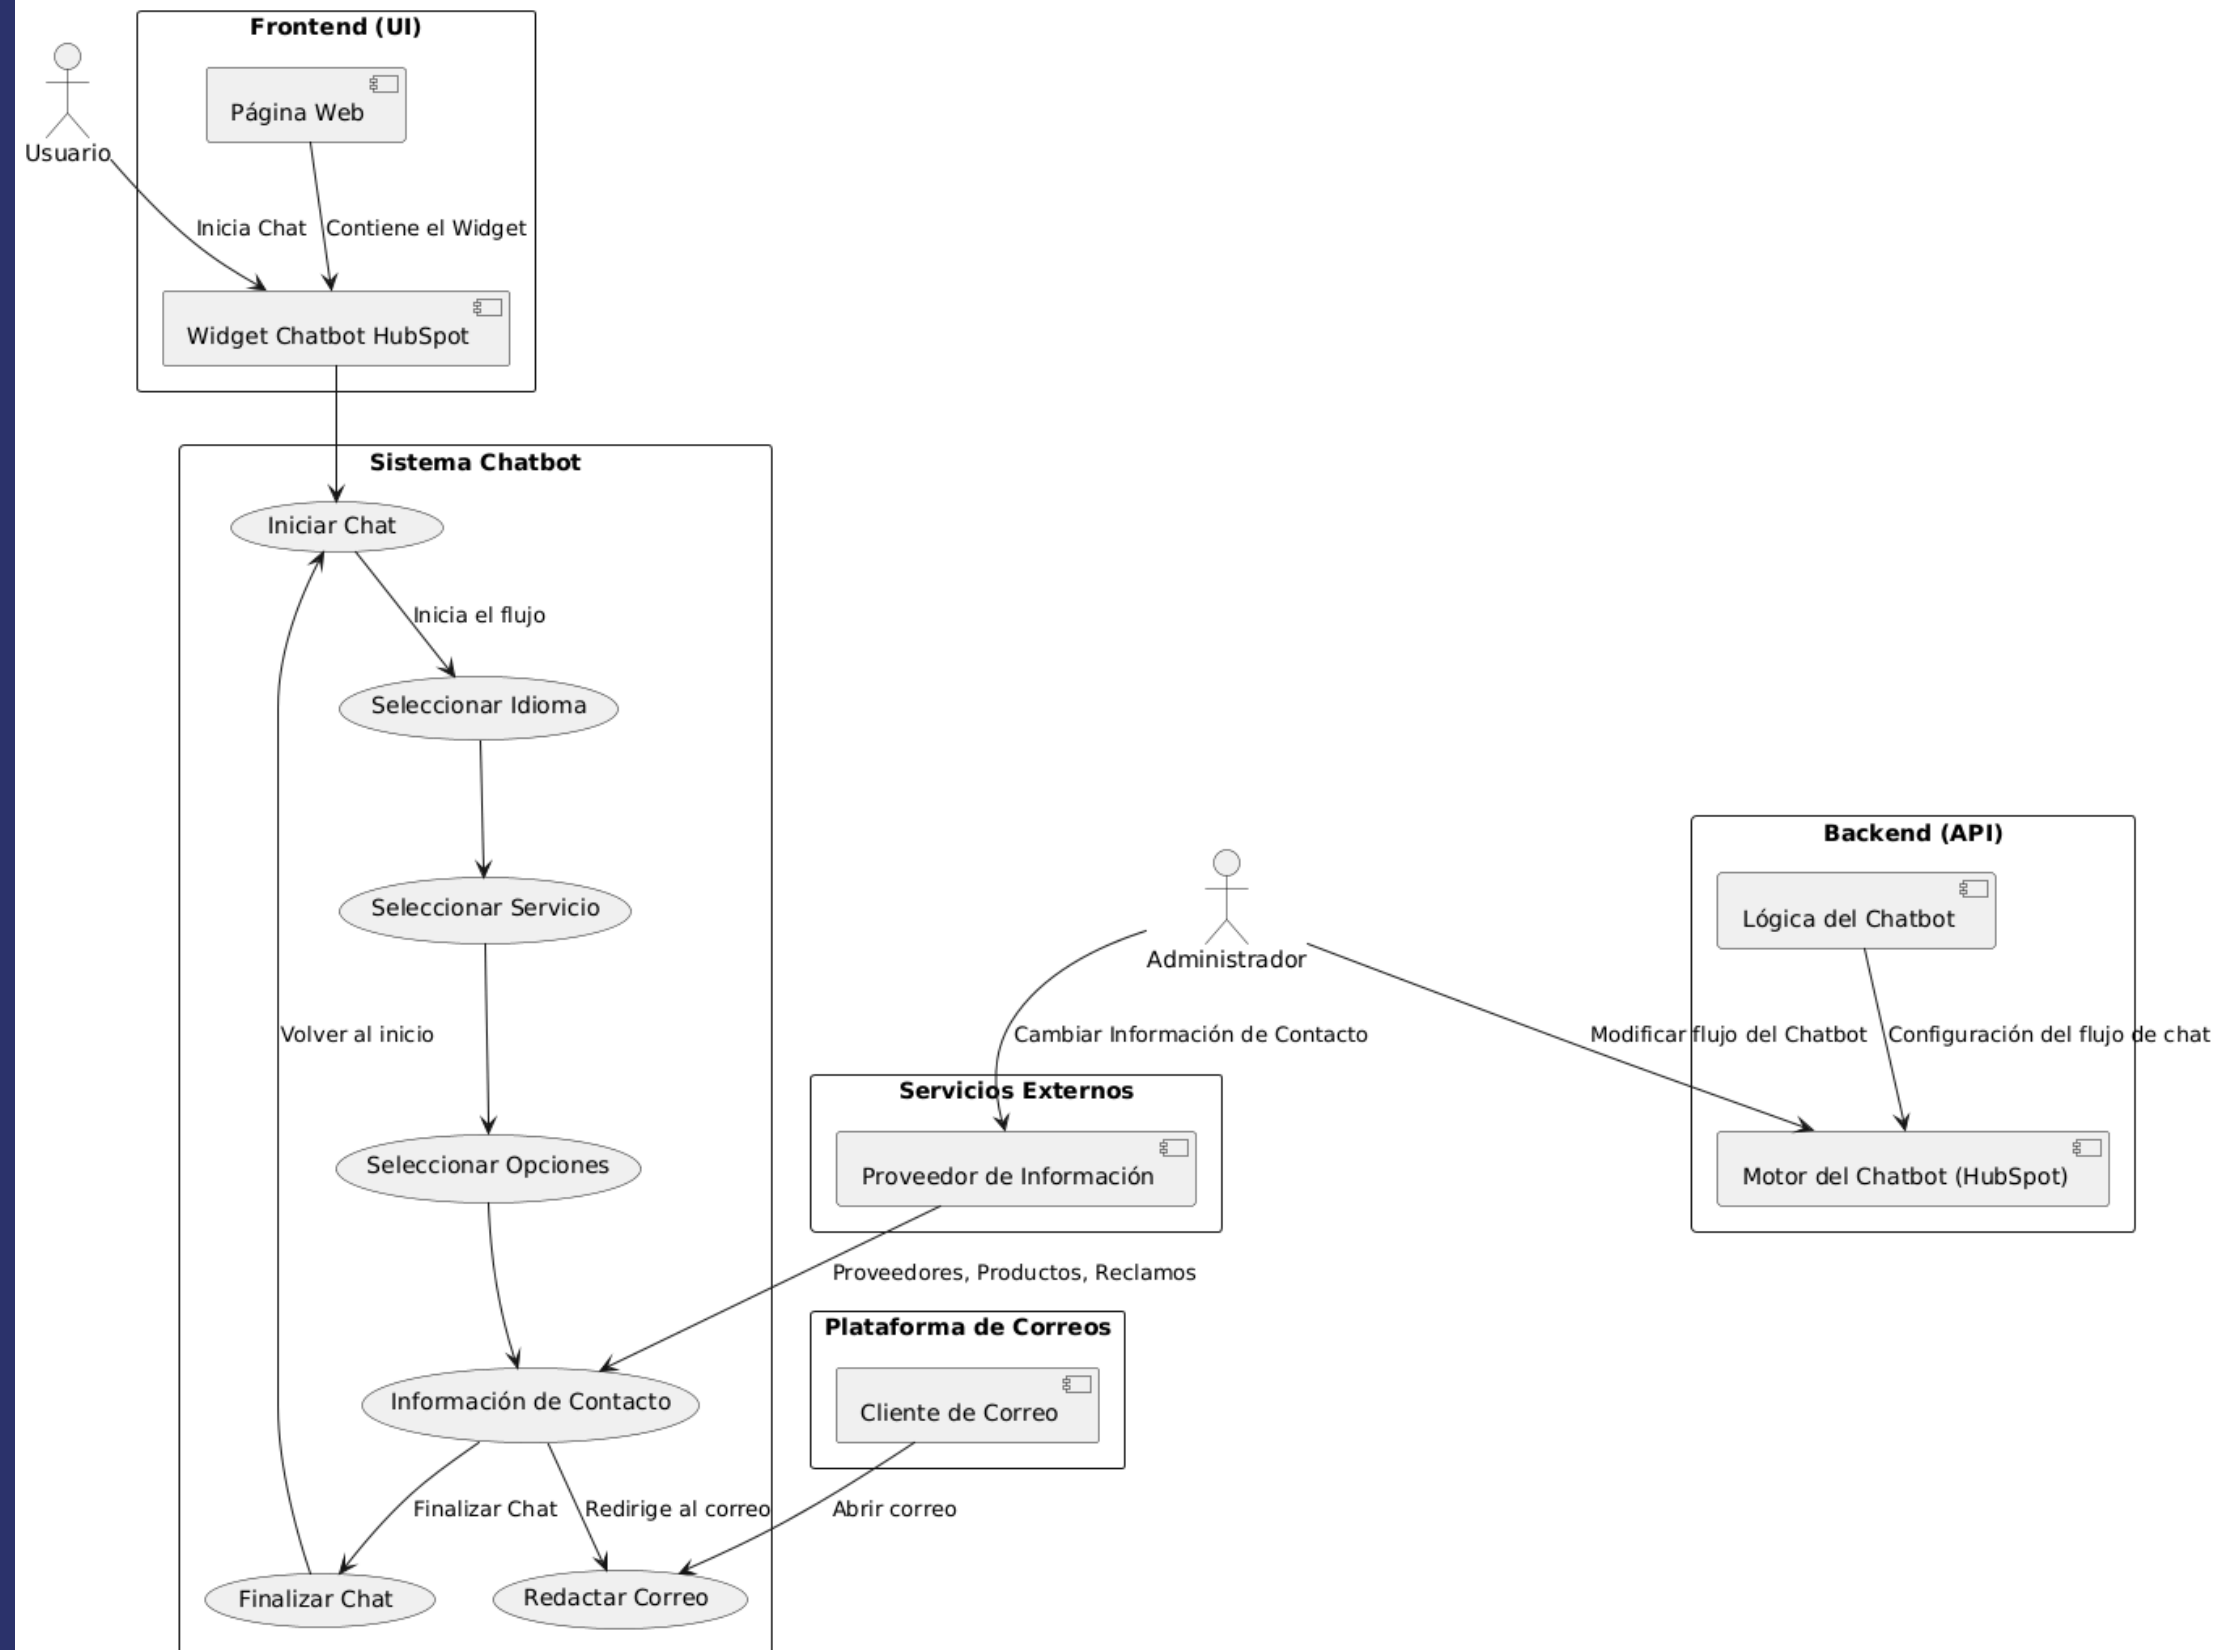 Frontend (UI)
Página Web
Usuario
Inicia Chat
Contiene el Widget
Widget Chatbot HubSpot
Sistema Chatbot
Iniciar Chat
Inicia el flujo
Seleccionar Idioma
Seleccionar Servicio
Volver al inicio
Seleccionar Opciones
Información de Contacto
Finalizar Chat
Redirige al correo
Finalizar Chat
Redactar Correo
Administrador
Cambiar Información de Contacto
Modificar flujo del Chatbot
Servicios Externos
Proveedor de Información
Proveedores, Productos, Reclamos
Plataforma de Correos
Cliente de Correo
Abrir correo
Backend (API)
Lógica del Chatbot
Configuración del flujo de chat
Motor del Chatbot (HubSpot)